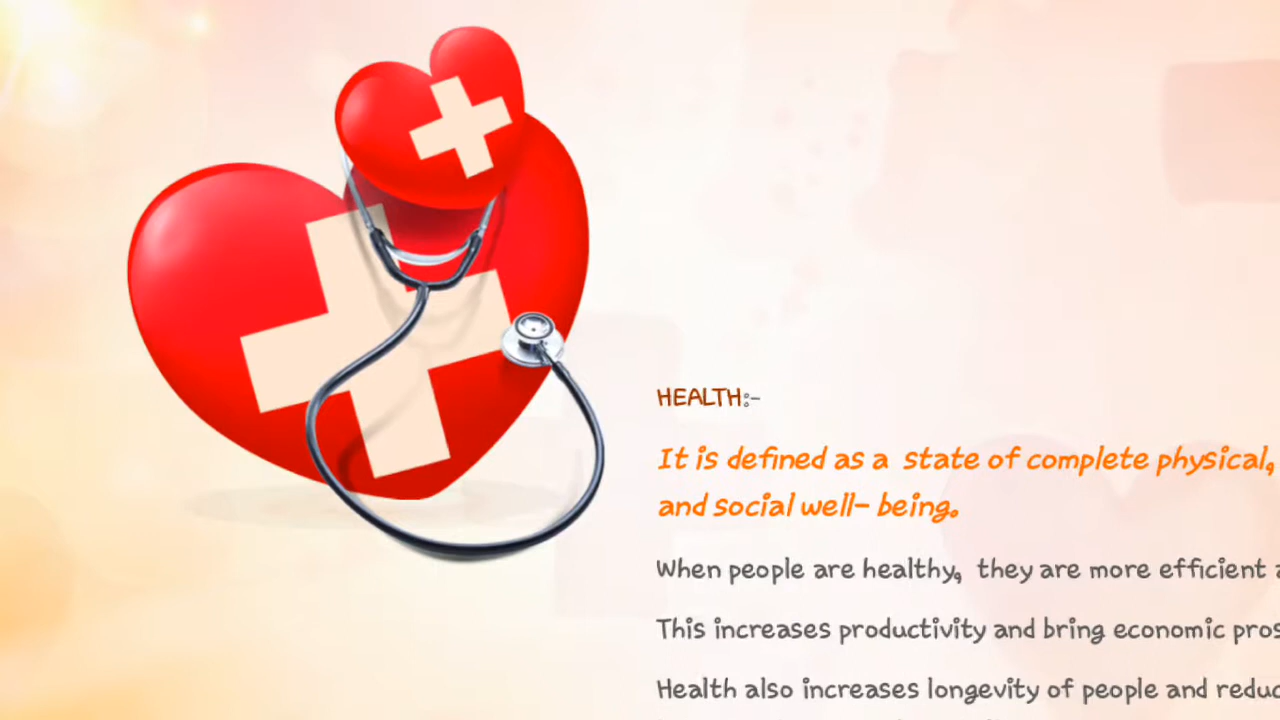 HEALTH:-
It is defined as a state of complete physical,
and social well- being.
When people are healthy, they are more efficient
This increases productivity and bring economic
Health also increases longevity of people and